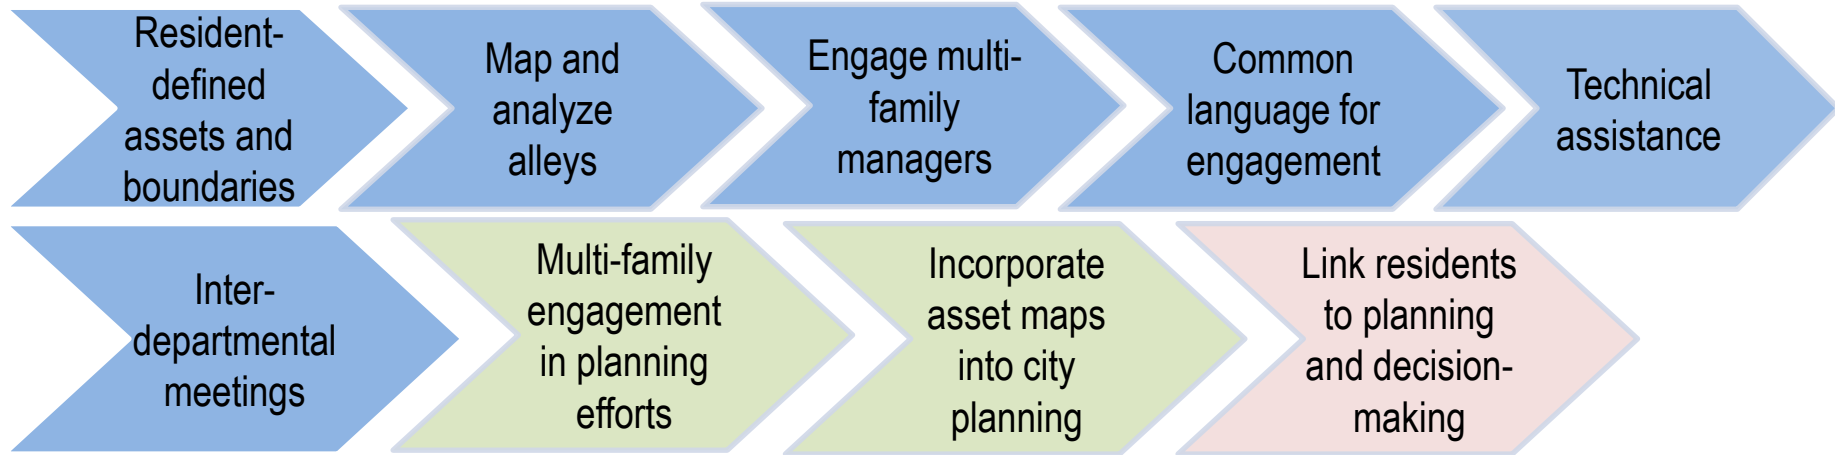 Resident-
defined
assets and
boundaries
Map and
analyze
alleys
Engage multi-
family
managers
Common
language for
engagement
Technical
assistance
Inter-
departmental
meetings
Multi-family
engagement
in planning
efforts
Incorporate
asset maps
into city
planning
Link residents
to planning
and decision-
making